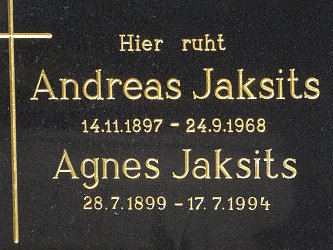 Hier ruht
Andreas Jaksits
14.11.1897 - 24.9.1968
Agnes Jaksits
28.7.1899 - 17.7.1994